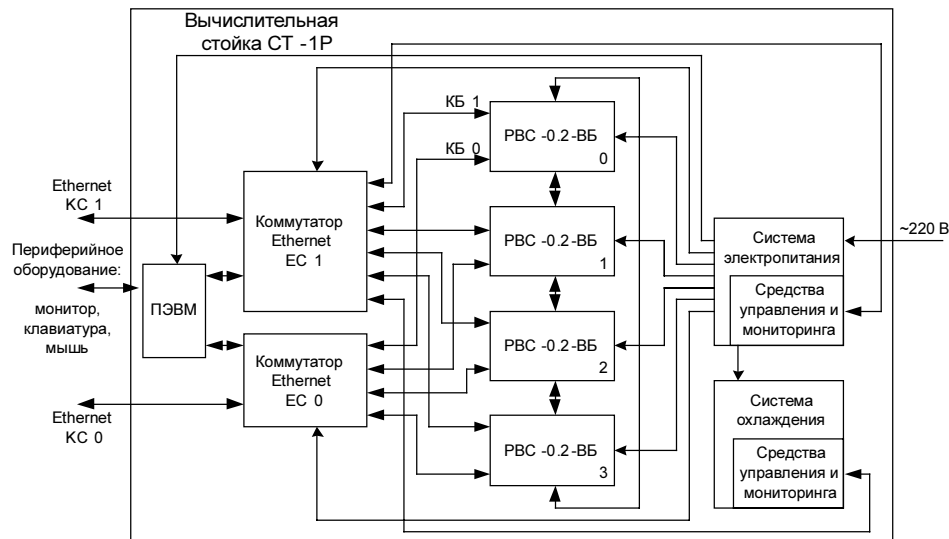 Вычислительная
стойка СТ -1Р
КБ 1
КБ 0
РВС -0.2-ВБ
0
РВС -0.2-ВБ
1
РВС -0.2-ВБ
2
РВС -0.2-ВБ
3
Ethernet
КС 1
Периферийное
оборудование:
монитор,
клавиатура,
мышь
Ethernet
КС 0
ПЭВМ
Коммутатор
Ethernet
ЕС 1
Коммутатор
Ethernet
ЕС 0
~220 В
Система
электропитания
Средства
управления и
мониторинга
Система
охлаждения
Средства
управления и
мониторинга